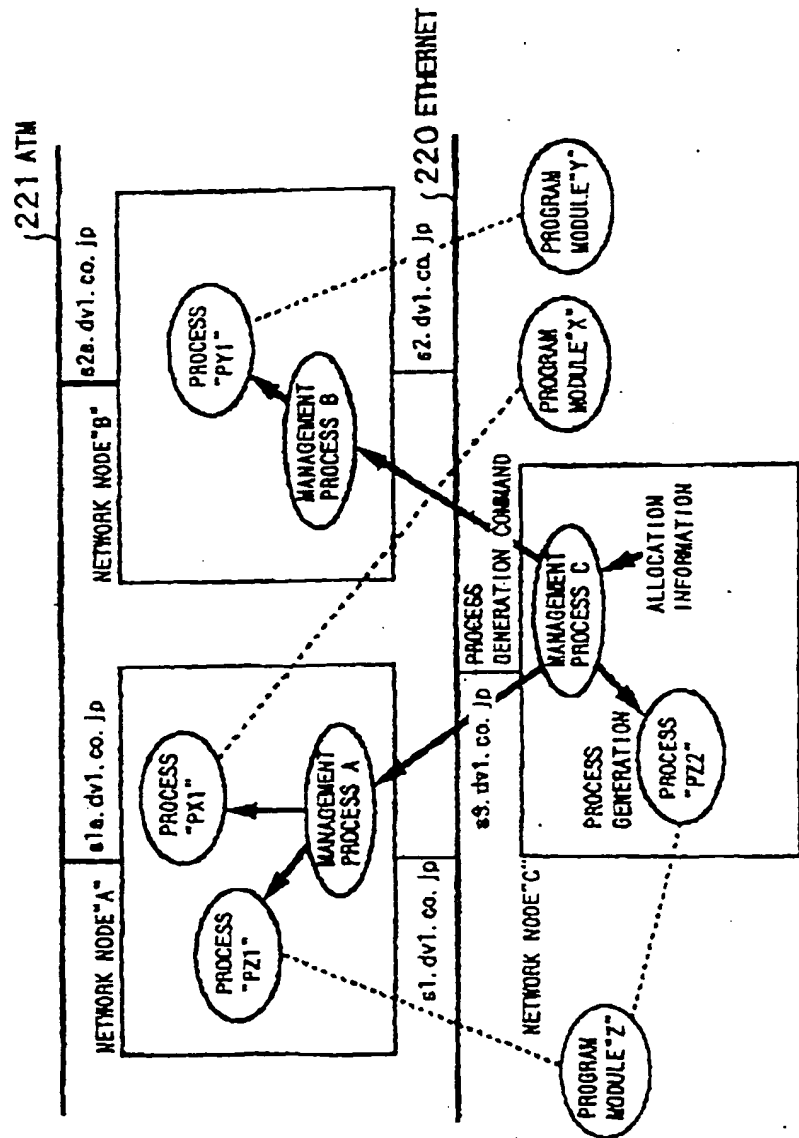 221 ATM
NETWORK NODE"A"
s1a.dv1.co.jp
NETWORK NODE"B"
s2a.dv1.co.jp
PROCESS
"PZ1"
PROCESS
"PX1"
MANAGEMENT
PROCESS A
PROCESS
"PY1"
MANAGEMENT
PROCESS B
s1.dv1.co.jp
s2.dv1.co.jp
220 ETHERNET
s9.dv1.co.jp
PROCESS
GENERATION COMMAND
NETWORK NODE"C"
PROGRAM
MODULE"Z"
PROCESS
GENERATION
PROCESS
"PZ2"
MANAGEMENT
PROCESS C
ALLOCATION
INFORMATION
PROGRAM
MODULE"X"
PROGRAM
MODULE"Y"